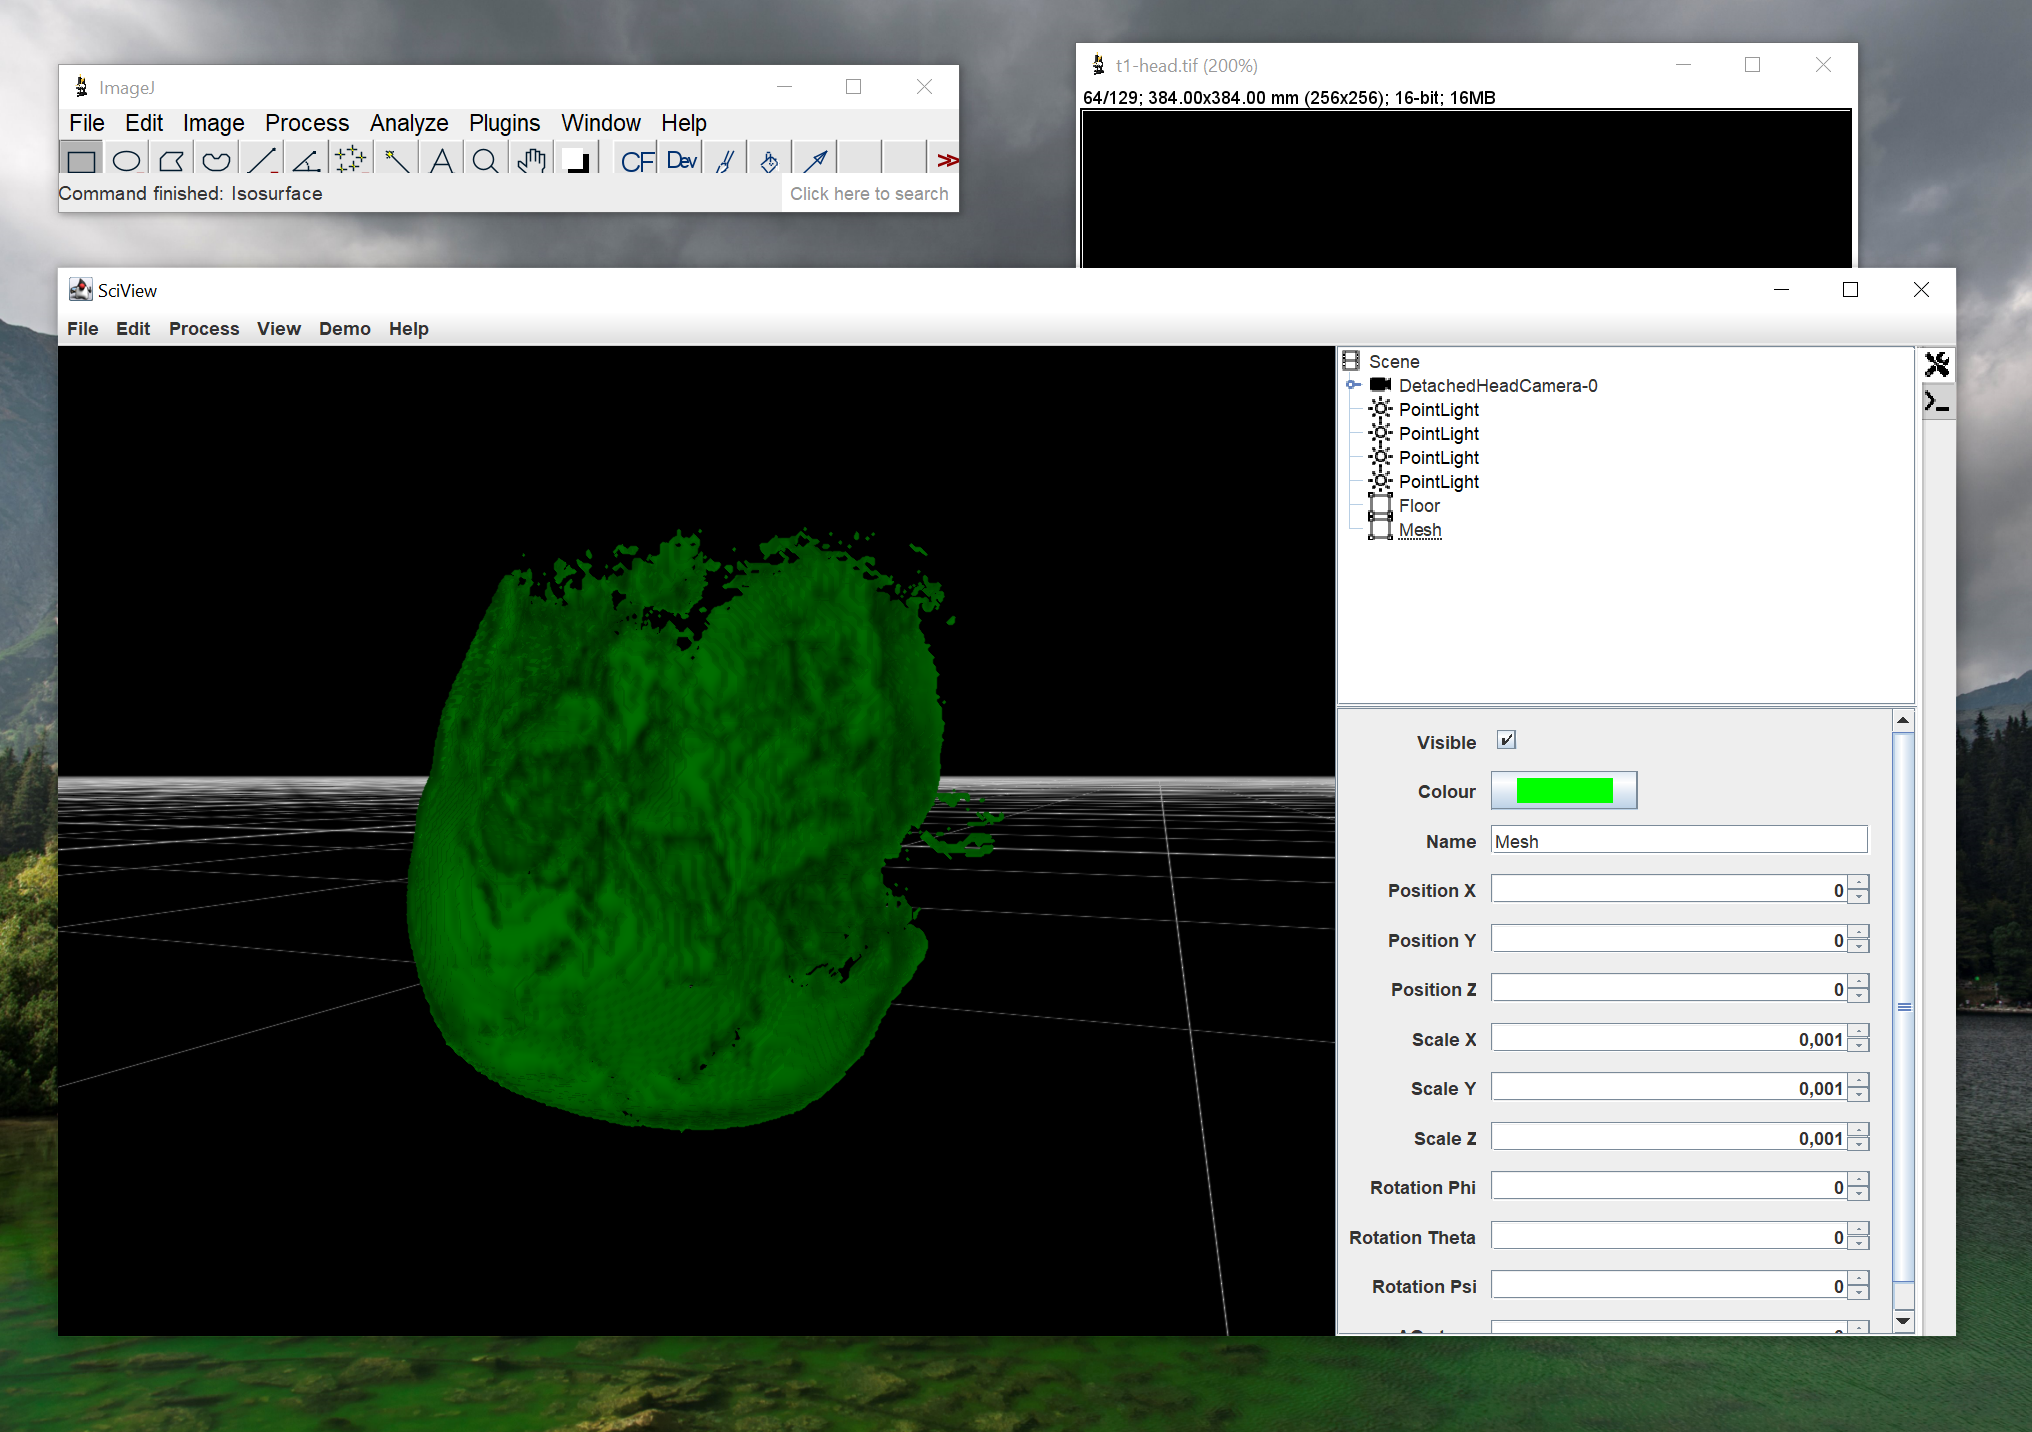 ImageJ
File Edit Image Process Analyze Plugins Window Help
CF Dev
Command finished: Isosurface
Click here to search
t1-head.tif (200%)
64/129; 384.00x384.00 mm (256x256); 16-bit; 16MB
SciView
File Edit Process View Demo Help
Scene
DetachedHeadCamera-0
PointLight
PointLight
PointLight
PointLight
Floor
Mesh
Visible
Colour
Name Mesh
Position X 0
Position Y 0
Position Z 0
Scale X 0,001
Scale Y 0,001
Scale Z 0,001
Rotation Phi 0
Rotation Theta 0
Rotation Psi 0